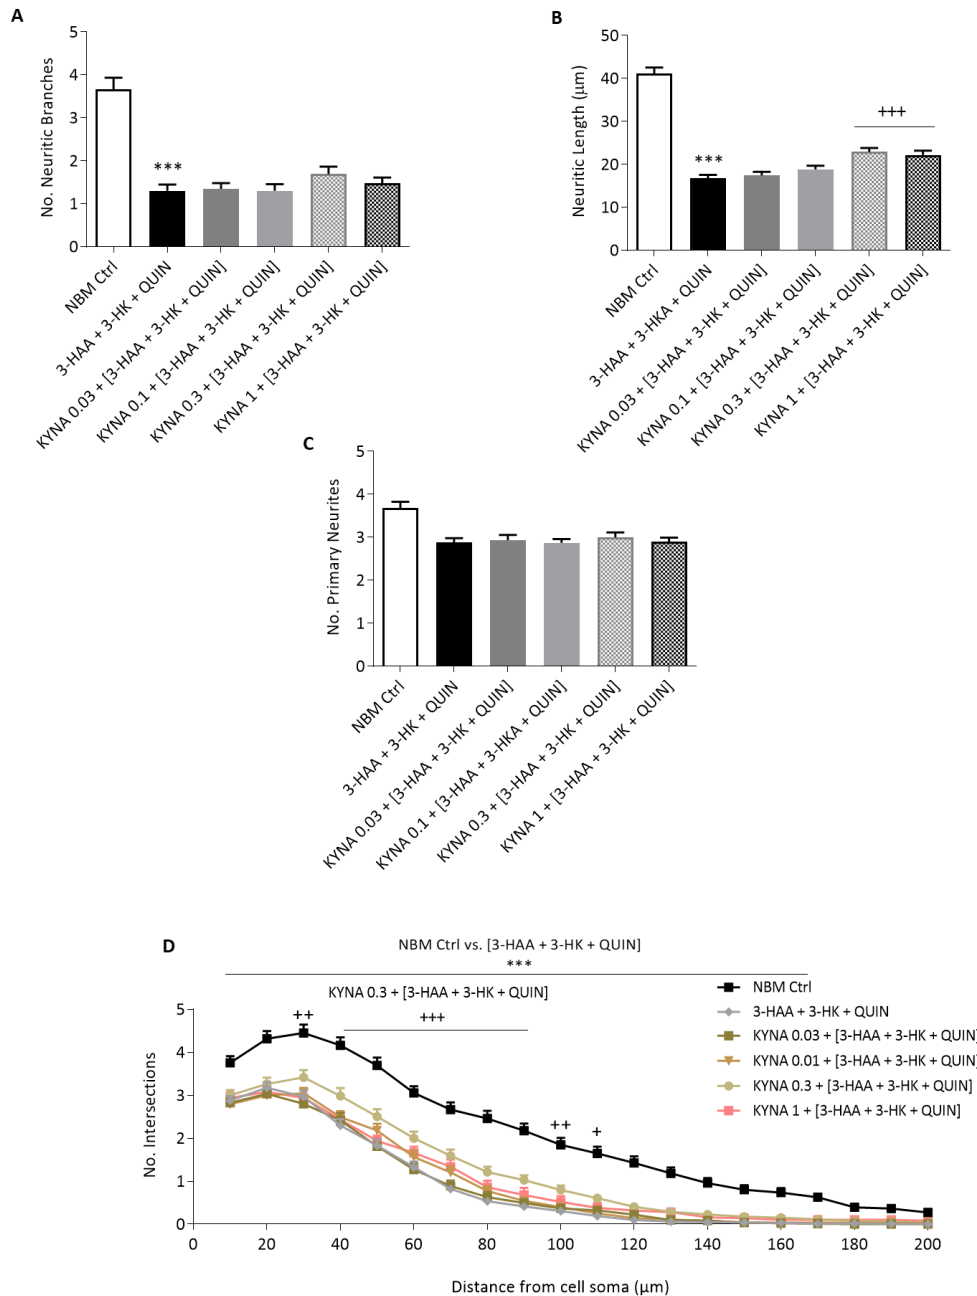 A
No. Neuritic Branches
5
4
3
2
1
0
***
NBM Ctrl
3-HAA + 3-HK + QUIN
KYNA 0.03 + [3-HAA + 3-HK + QUIN]
KYNA 0.1 + [3-HAA + 3-HK + QUIN]
KYNA 0.3 + [3-HAA + 3-HK + QUIN]
KYNA 1 + [3-HAA + 3-HK + QUIN]
B
Neuritic Length (µm)
50
40
30
20
10
0
***
+++
NBM Ctrl
3-HAA + 3-HKA + QUIN
KYNA 0.03 + [3-HAA + 3-HK + QUIN]
KYNA 0.1 + [3-HAA + 3-HK + QUIN]
KYNA 0.3 + [3-HAA + 3-HK + QUIN]
KYNA 1 + [3-HAA + 3-HK + QUIN]
C
No. Primary Neurites
5
4
3
2
1
0
NBM Ctrl
3-HAA + 3-HK + QUIN
KYNA 0.03 + [3-HAA + 3-HK + QUIN]
KYNA 0.1 + [3-HAA + 3-HKA + QUIN]
KYNA 0.3 + [3-HAA + 3-HK + QUIN]
KYNA 1 + [3-HAA + 3-HK + QUIN]
D
NBM Ctrl vs. [3-HAA + 3-HK + QUIN]
***
KYNA 0.3 + [3-HAA + 3-HK + QUIN]
++
+++
++
+
NBM Ctrl
3-HAA + 3-HK + QUIN
KYNA 0.03 + [3-HAA + 3-HK + QUIN]
KYNA 0.01 + [3-HAA + 3-HK + QUIN]
KYNA 0.3 + [3-HAA + 3-HK + QUIN]
KYNA 1 + [3-HAA + 3-HK + QUIN]
No. Intersections
5
4
3
2
1
0
0 20 40 60 80 100 120 140 160 180 200
Distance from cell soma (µm)